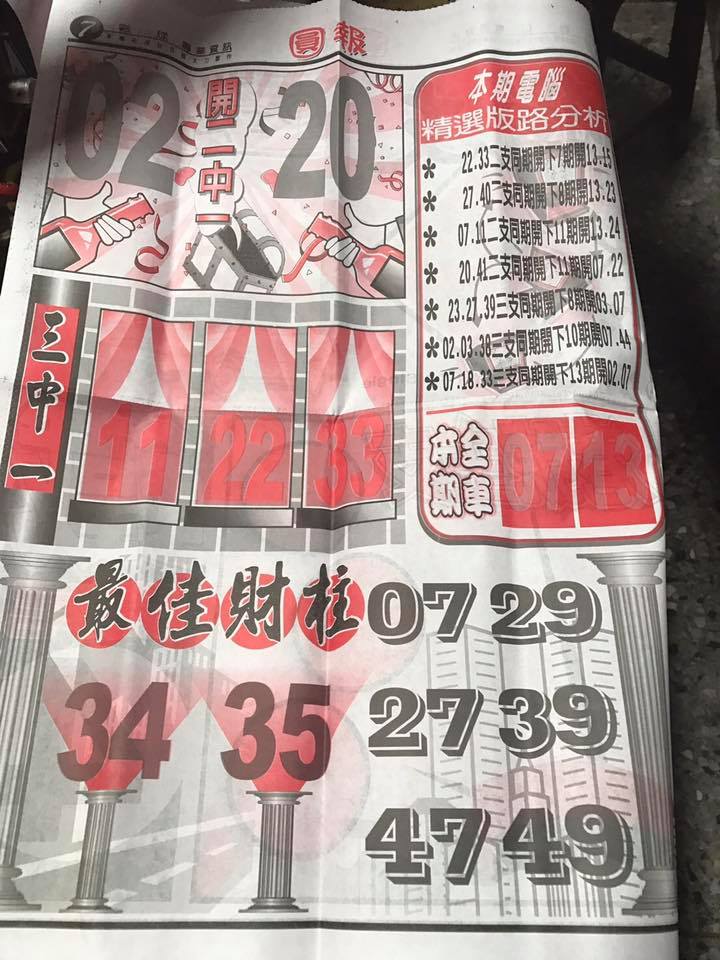 7
專業資訊
員報
02
開二中一
20
本期電腦
精選版路分析
* 22.33二支同期開下7期開13-15
* 27.40二支同期開下8期開13-23
* 07.11二支同期開下11期開13.24
* 20.41二支同期開下11期開07.22
* 23.27.39三支同期開下8期開03.07
* 02.03.38三支同期開下10期開07.44
* 07.18.33三支同期開下13期開02.07
三中一
11 22 33
本期全車
07 13
最佳財柱
07 29
34 35
27 39
47 49